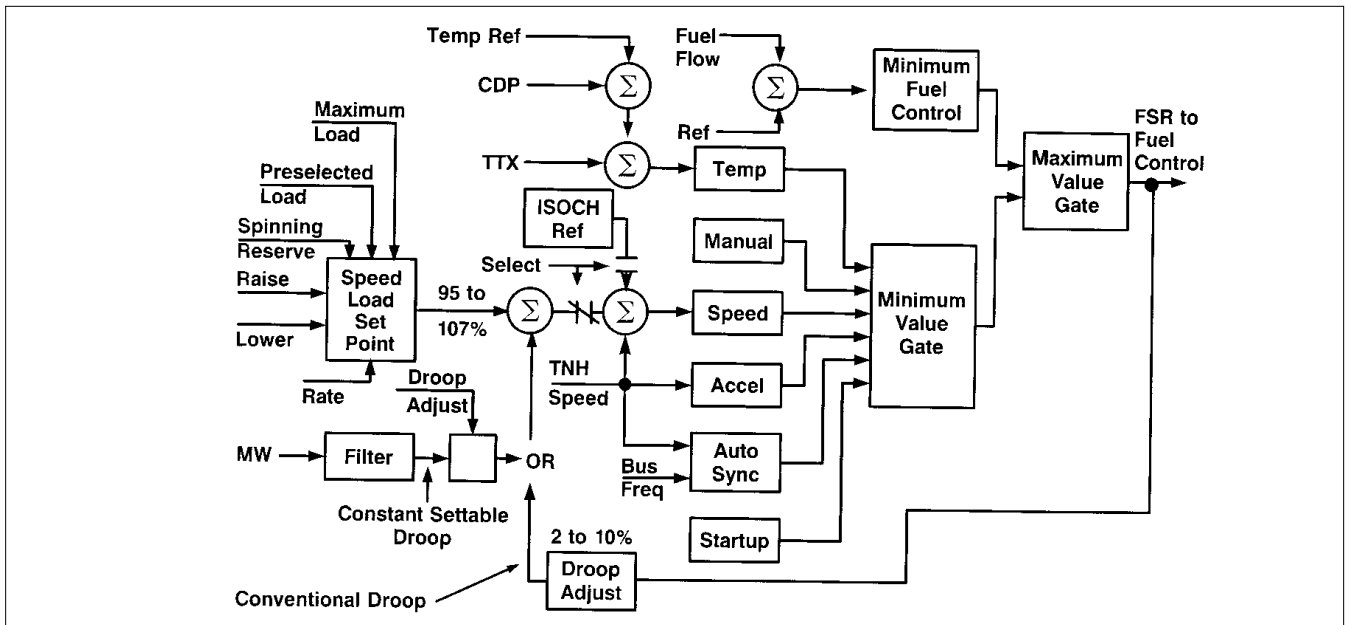 Temp Ref
Fuel
Flow
CDP
Σ
Σ
Minimum
Fuel
Control
Maximum
Load
Ref
FSR to
Fuel
Control
Preselected
Load
TTX
Σ
Temp
Maximum
Value
Gate
Spinning
Reserve
ISOCH
Ref
Manual
Raise
Speed
Load
Set
Point
Select
95 to
107%
Σ
Σ
Speed
Minimum
Value
Gate
Lower
Rate
Droop
Adjust
TNH
Speed
Accel
MW
Filter
OR
Bus
Freq
Auto
Sync
Constant Settable
Droop
2 to 10%
Startup
Droop
Adjust
Conventional Droop